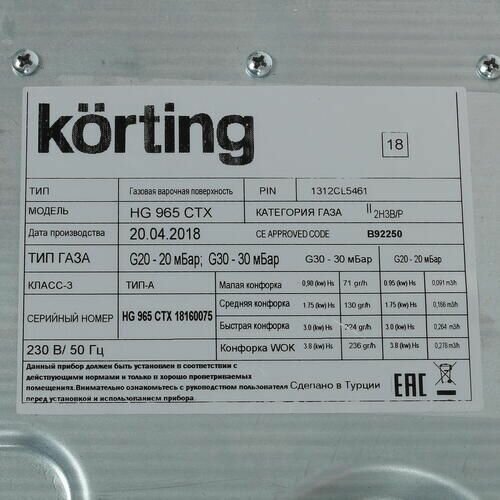 körting
18
ТИП Газовая варочная поверхность PIN 1312CL5461
МОДЕЛЬ HG 965 CTX КАТЕГОРИЯ ГАЗА II 2H3B/P
Дата производства 20.04.2018 CE APPROVED CODE B92250
ТИП ГАЗА G20 - 20 мБар; G30 - 30 мБар G30 - 30 мБар G20 - 20 мБар
КЛАСС-3 ТИП-А Малая конфорка 0,90 (kw) Hs 71 gr/h 0.95 (kw) Hs 0,091 m3/h
Средняя конфорка 1.75 (kw) Hs 130 gr/h 1.75 (kw) Hs 0,166 m3/h
СЕРИЙНЫЙ НОМЕР HG 965 CTX 18160075 Быстрая конфорка 3.0 (kw) Hs 224 gr/h 3.0 (kw) Hs 0,264 m3/h
230 В/ 50 Гц Конфорка WOK 3.8 (kw) Hs 236 gr/h 3.8 (kw) Hs 0,278 m3/h
Данный прибор должен быть установлен в соответствии с
действующими нормами и только в хорошо проветриваемых
помещениях. Внимательно ознакомьтесь с руководством пользователя Сделано в Турции EAC
перед установкой и использованием прибора.